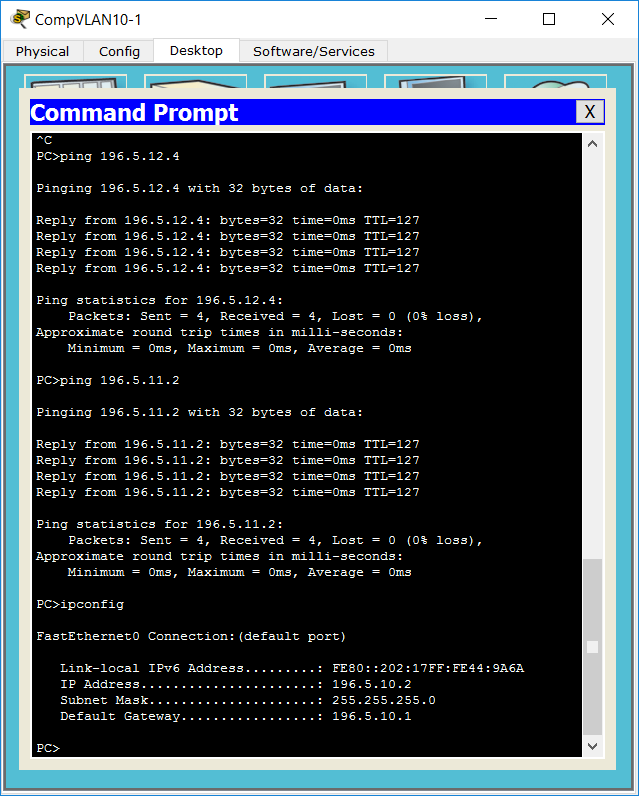 CompVLAN10-1
Physical Config Desktop Software/Services
Command Prompt X
^C
PC>ping 196.5.12.4
Pinging 196.5.12.4 with 32 bytes of data:
Reply from 196.5.12.4: bytes=32 time=0ms TTL=127
Reply from 196.5.12.4: bytes=32 time=0ms TTL=127
Reply from 196.5.12.4: bytes=32 time=0ms TTL=127
Reply from 196.5.12.4: bytes=32 time=0ms TTL=127
Ping statistics for 196.5.12.4:
Packets: Sent = 4, Received = 4, Lost = 0 (0% loss),
Approximate round trip times in milli-seconds:
Minimum = 0ms, Maximum = 0ms, Average = 0ms
PC>ping 196.5.11.2
Pinging 196.5.11.2 with 32 bytes of data:
Reply from 196.5.11.2: bytes=32 time=0ms TTL=127
Reply from 196.5.11.2: bytes=32 time=0ms TTL=127
Reply from 196.5.11.2: bytes=32 time=0ms TTL=127
Reply from 196.5.11.2: bytes=32 time=0ms TTL=127
Ping statistics for 196.5.11.2:
Packets: Sent = 4, Received = 4, Lost = 0 (0% loss),
Approximate round trip times in milli-seconds:
Minimum = 0ms, Maximum = 0ms, Average = 0ms
PC>ipconfig
FastEthernet0 Connection:(default port)
Link-local IPv6 Address.........: FE80::202:17FF:FE44:9A6A
IP Address......................: 196.5.10.2
Subnet Mask.....................: 255.255.255.0
Default Gateway.................: 196.5.10.1
PC>